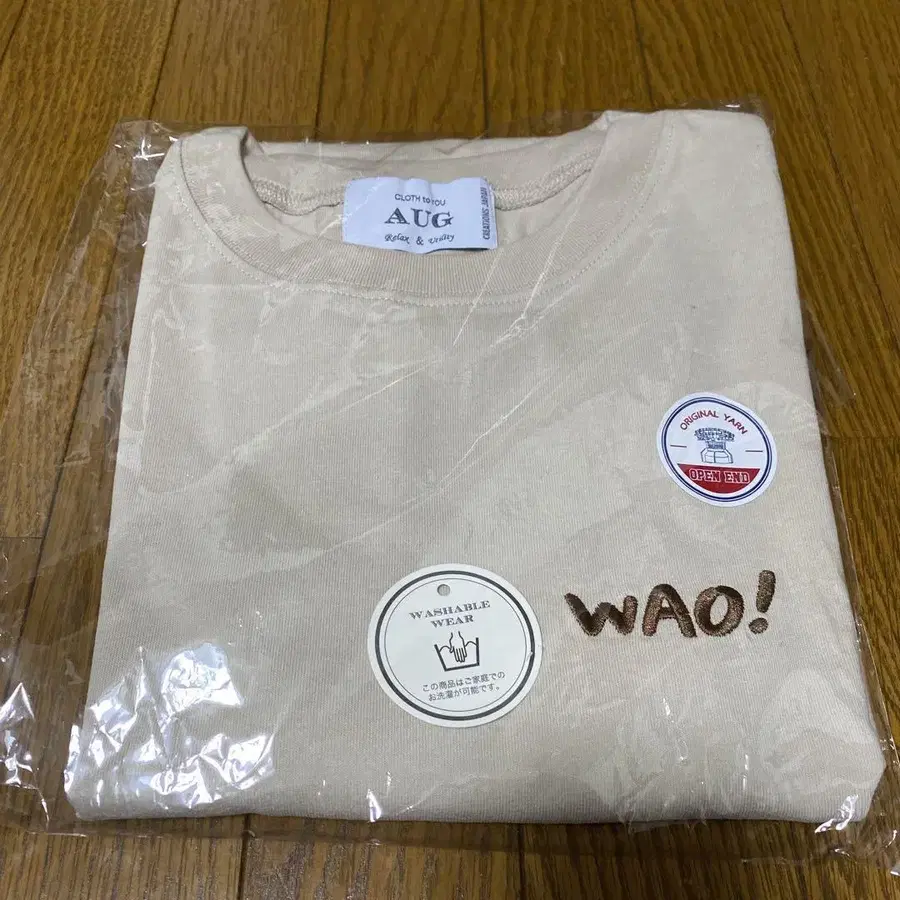 CLOTH to YOU
AUG
Relax & Utility
CREATIONS JAPAN
ORIGINAL YARN
OPEN END
WASHABLE
WEAR
この商品はご家庭での
お洗濯が可能です。
WAO!